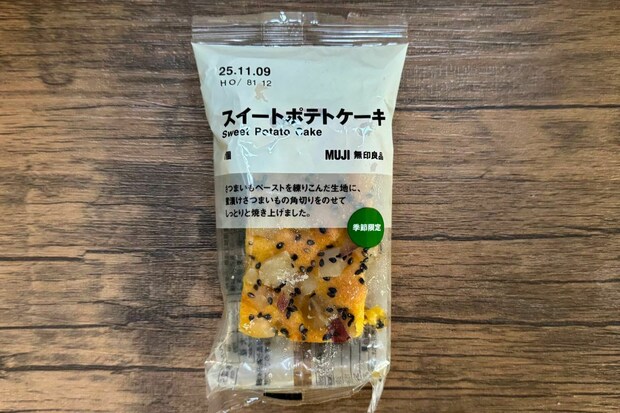 25.11.09
HO/ 81-12
スイートポテトケーキ
Sweet Potato Cake
個
MUJI 無印良品
さつまいもペーストを練りこんだ生地に、
蜜漬けさつまいもの角切りをのせて
しっとりと焼き上げました。
季節限定